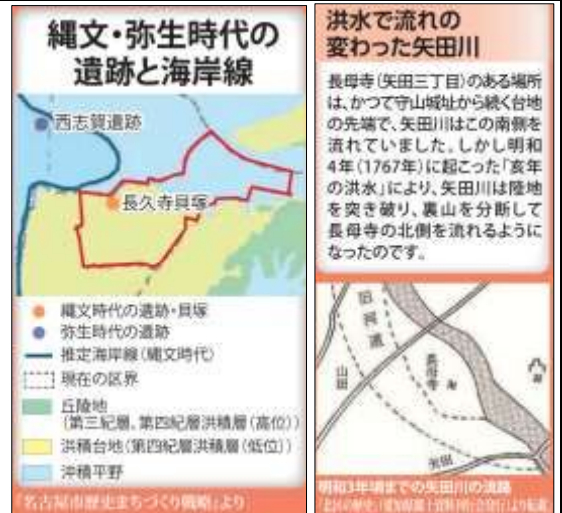 縄文・弥生時代の
遺跡と海岸線
西志賀遺跡
長久寺貝塚
縄文時代の遺跡・貝塚
弥生時代の遺跡
推定海岸線(縄文時代)
現在の区界
丘陵地
(第三紀層、第四紀層洪積層(高位))
洪積台地(第四紀層洪積層(低位))
沖積平野
「名古屋市歴史まちづくり戦略」より
洪水で流れの
変わった矢田川
長母寺(矢田三丁目)のある場所
は、かつて守山城址から続く台地
の先端で、矢田川はこの南側を
流れていました。しかし明和
4年(1767年)に起こった「亥年
の洪水」により、矢田川は陸地
を突き破り、裏山を分断して
長母寺の北側を流れるように
なったのです。
旧河道
長母寺
山田
矢田
明和3年頃までの矢田川の流路